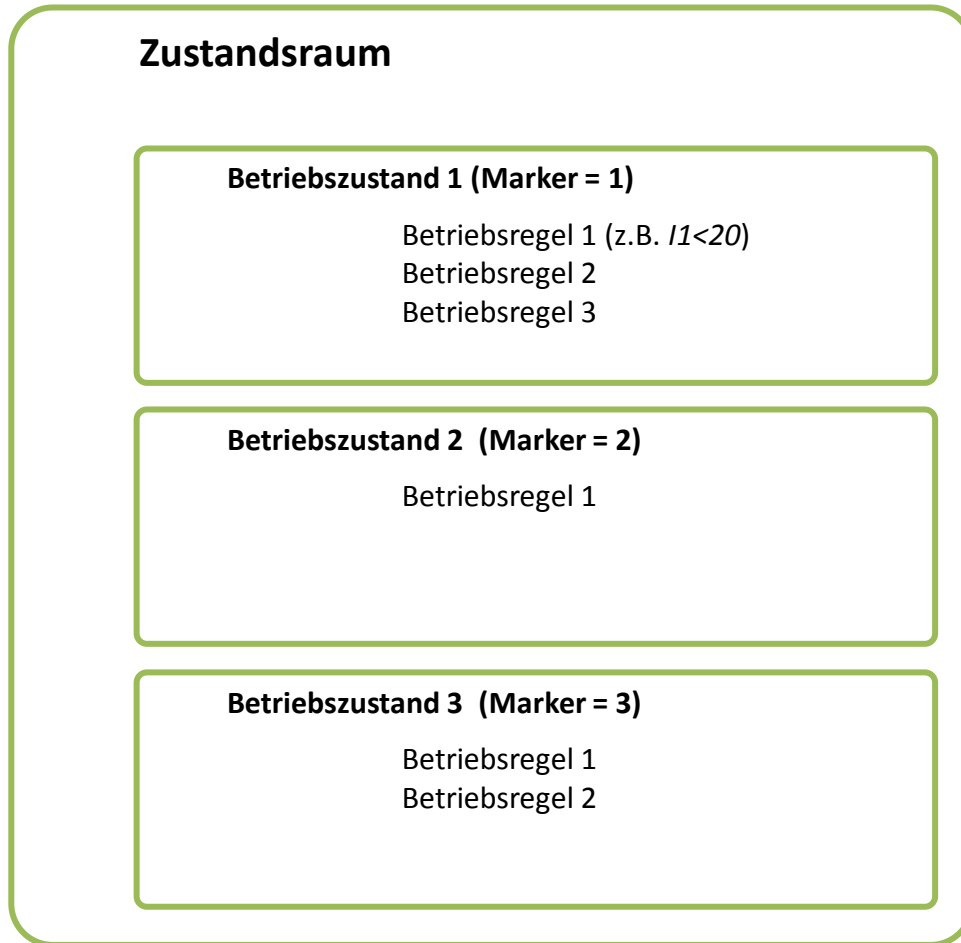 Zustandsraum
Betriebszustand 1 (Marker = 1)
Betriebsregel 1 (z.B. I1<20)
Betriebsregel 2
Betriebsregel 3
Betriebszustand 2 (Marker = 2)
Betriebsregel 1
Betriebszustand 3 (Marker = 3)
Betriebsregel 1
Betriebsregel 2